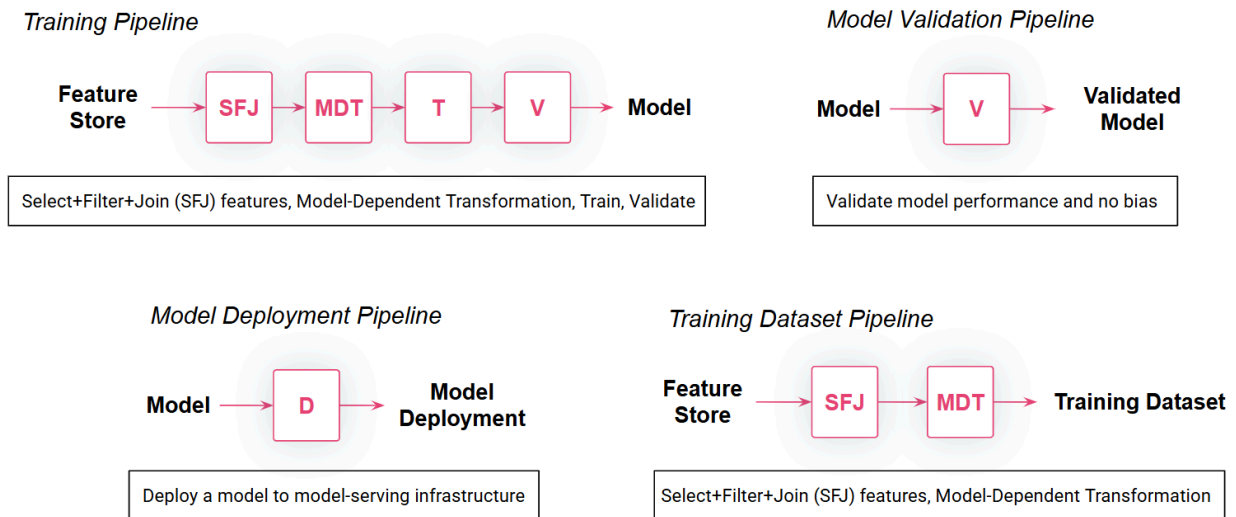 Training Pipeline
Feature
Store
SFJ
MDT
T
V
Model
Select+Filter+Join (SFJ) features, Model-Dependent Transformation, Train, Validate
Model Validation Pipeline
Model
V
Validated
Model
Validate model performance and no bias
Model Deployment Pipeline
Model
D
Model
Deployment
Deploy a model to model-serving infrastructure
Training Dataset Pipeline
Feature
Store
SFJ
MDT
Training Dataset
Select+Filter+Join (SFJ) features, Model-Dependent Transformation